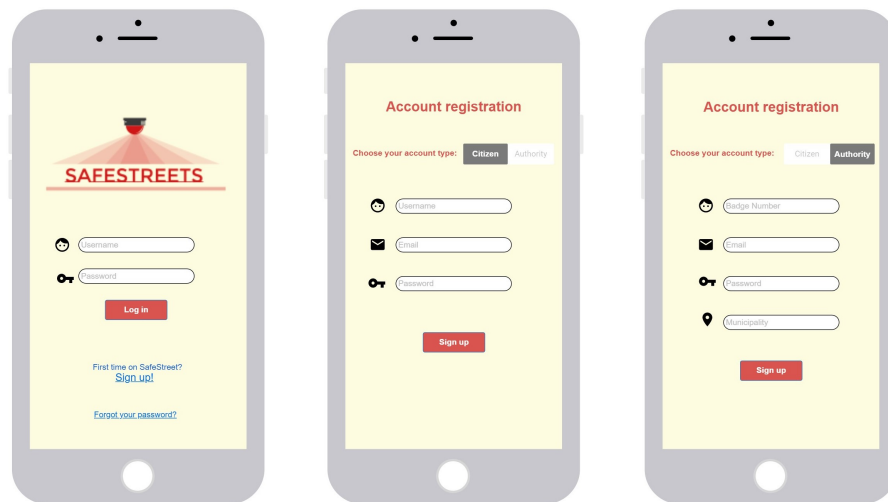 SAFESTREETS
Username
Password
Log in
First time on SafeStreet?
Sign up!
Forgot your password?
Account registration
Choose your account type: Citizen Authority
Username
Email
Password
Sign up
Account registration
Choose your account type: Citizen Authority
Badge Number
Email
Password
Municipality
Sign up